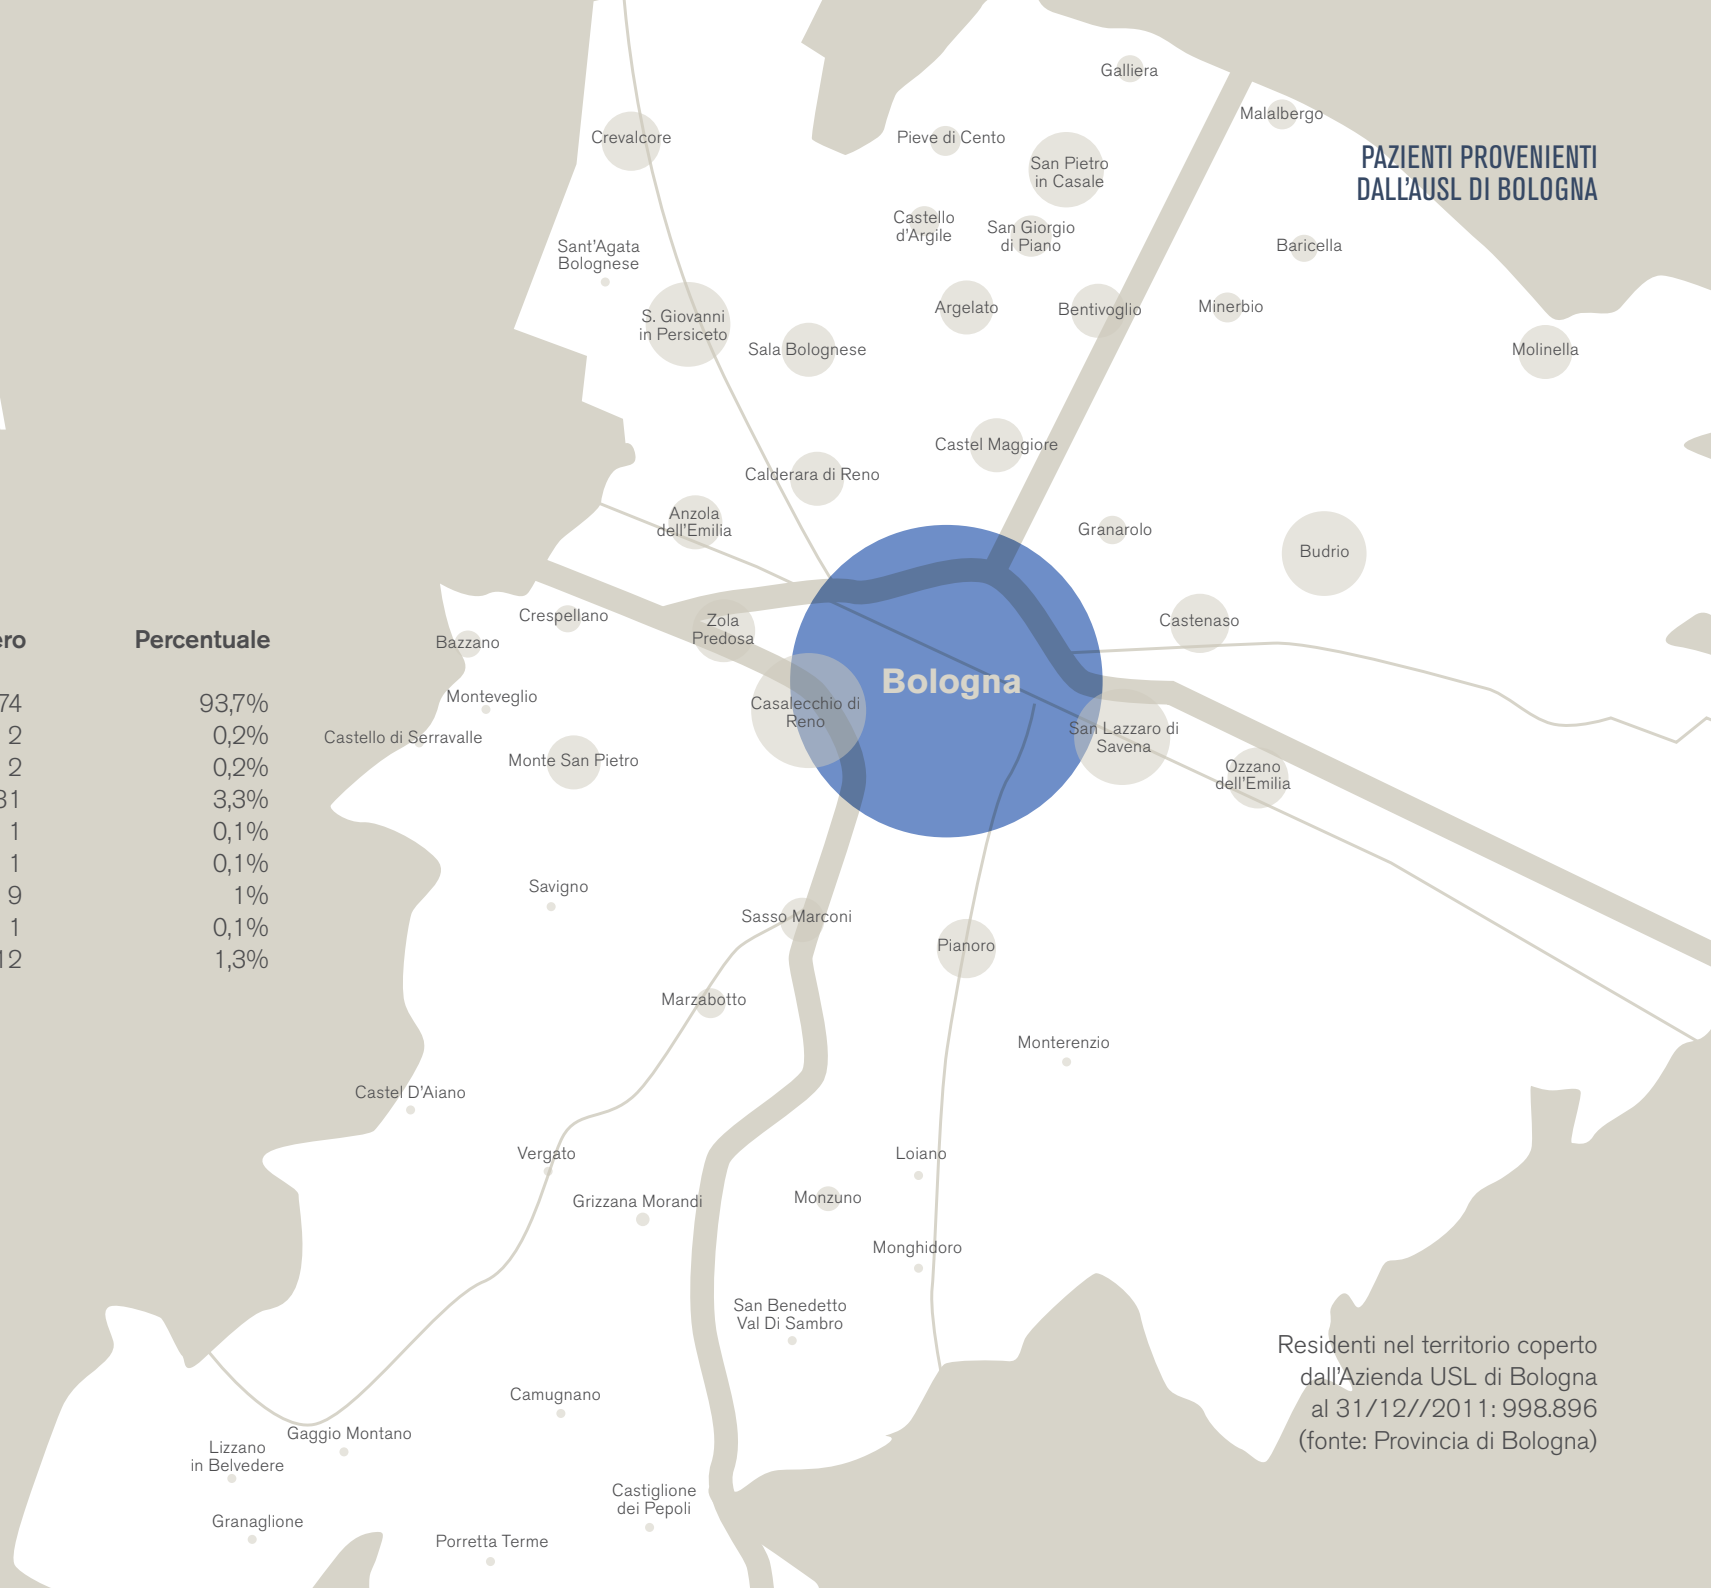 Galliera
Malalbergo
Crevalcore
Pieve di Cento
San Pietro
in Casale
PAZIENTI PROVENIENTI
DALL'AUSL DI BOLOGNA
Castello
d'Argile
San Giorgio
di Piano
Baricella
Sant'Agata
Bolognese
S. Giovanni
in Persiceto
Argelato
Bentivoglio
Minerbio
Sala Bolognese
Molinella
Castel Maggiore
Calderara di Reno
Anzola
dell'Emilia
Granarolo
Budrio
Crespellano
Zola
Predosa
Castenaso
Bazzano
Bologna
Monteveglio
Casalecchio di
Reno
Castello di Serravalle
San Lazzaro di
Savena
Monte San Pietro
Ozzano
dell'Emilia
ero Percentuale
74 93,7%
2 0,2%
2 0,2%
31 3,3%
1 0,1%
1 0,1%
9 1%
1 0,1%
12 1,3%
Savigno
Sasso Marconi
Pianoro
Marzabotto
Monterenzio
Castel D'Aiano
Vergato
Loiano
Grizzana Morandi
Monzuno
Monghidoro
San Benedetto
Val Di Sambro
Camugnano
Gaggio Montano
Lizzano
in Belvedere
Castiglione
dei Pepoli
Granaglione
Porretta Terme
Residenti nel territorio coperto
dall'Azienda USL di Bologna
al 31/12//2011: 998.896
(fonte: Provincia di Bologna)